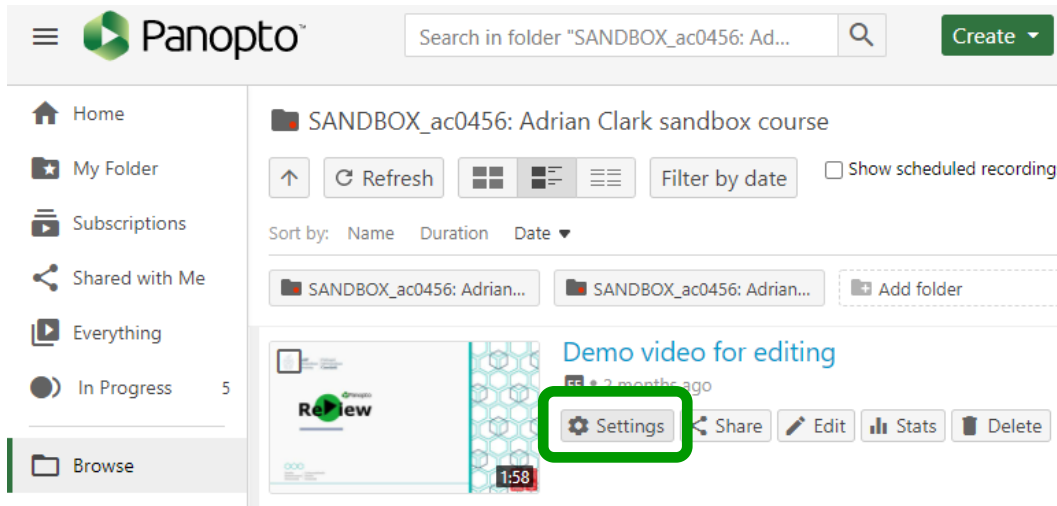 Panopto™
Search in folder "SANDBOX_ac0456: Ad...
Create
Home
My Folder
Subscriptions
Shared with Me
Everything
In Progress 5
Browse
SANDBOX_ac0456: Adrian Clark sandbox course
Refresh
Filter by date
Show scheduled recording
Sort by: Name Duration Date
SANDBOX_ac0456: Adrian...
SANDBOX_ac0456: Adrian...
Add folder
Demo video for editing
months ago
Panopto
ReView
1:58
Settings
Share
Edit
Stats
Delete